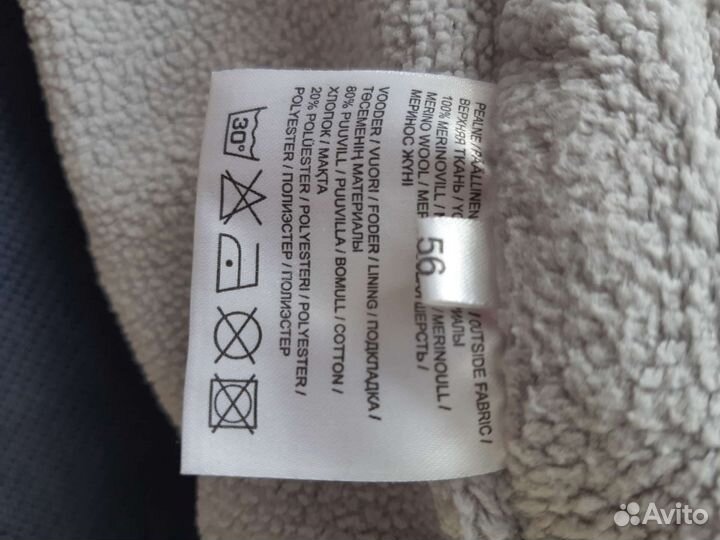 PEALNE / PÄÄLLINEN / OUTSIDE FABRIC /
ВЕРХНЯЯ ТКАНЬ /
100% MERINOVILL / / MERINOULL /
MERINO WOOL / ШЕРСТЬ /
МЕРИНОС ЖҮНІ
56
VOODER / VUORI / FODER / LINING / ПОДКЛАДКА /
ТӨСЕМЕНІҢ МАТЕРИАЛЫ
80% PUUVILL / PUUVILLA / BOMULL / COTTON /
ХЛОПОК / МАҚТА
20% POLÜESTER / POLYESTERI / POLYESTER /
POLYESTER / ПОЛИЭСТЕР / ПОЛИЭСТЕР
30°
Avito